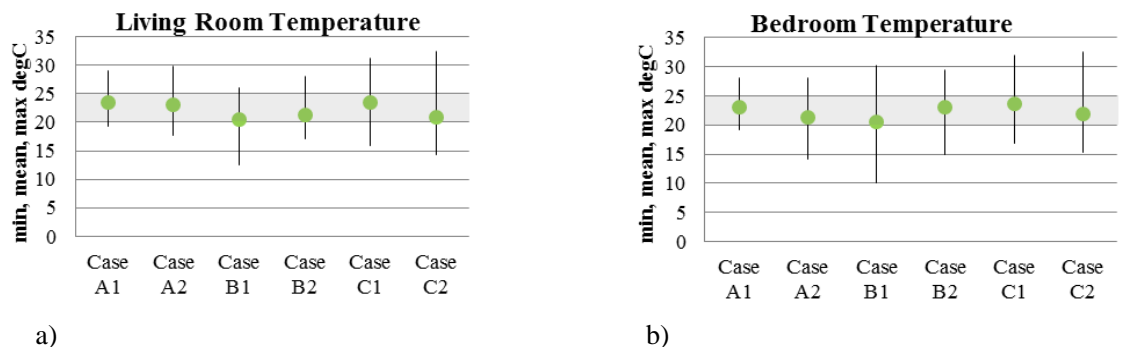 Living Room Temperature
min, mean, max degC
35
30
25
20
15
10
5
0
Case A1
Case A2
Case B1
Case B2
Case C1
Case C2
a)
Bedroom Temperature
min, mean, max degC
35
30
25
20
15
10
5
0
Case A1
Case A2
Case B1
Case B2
Case C1
Case C2
b)